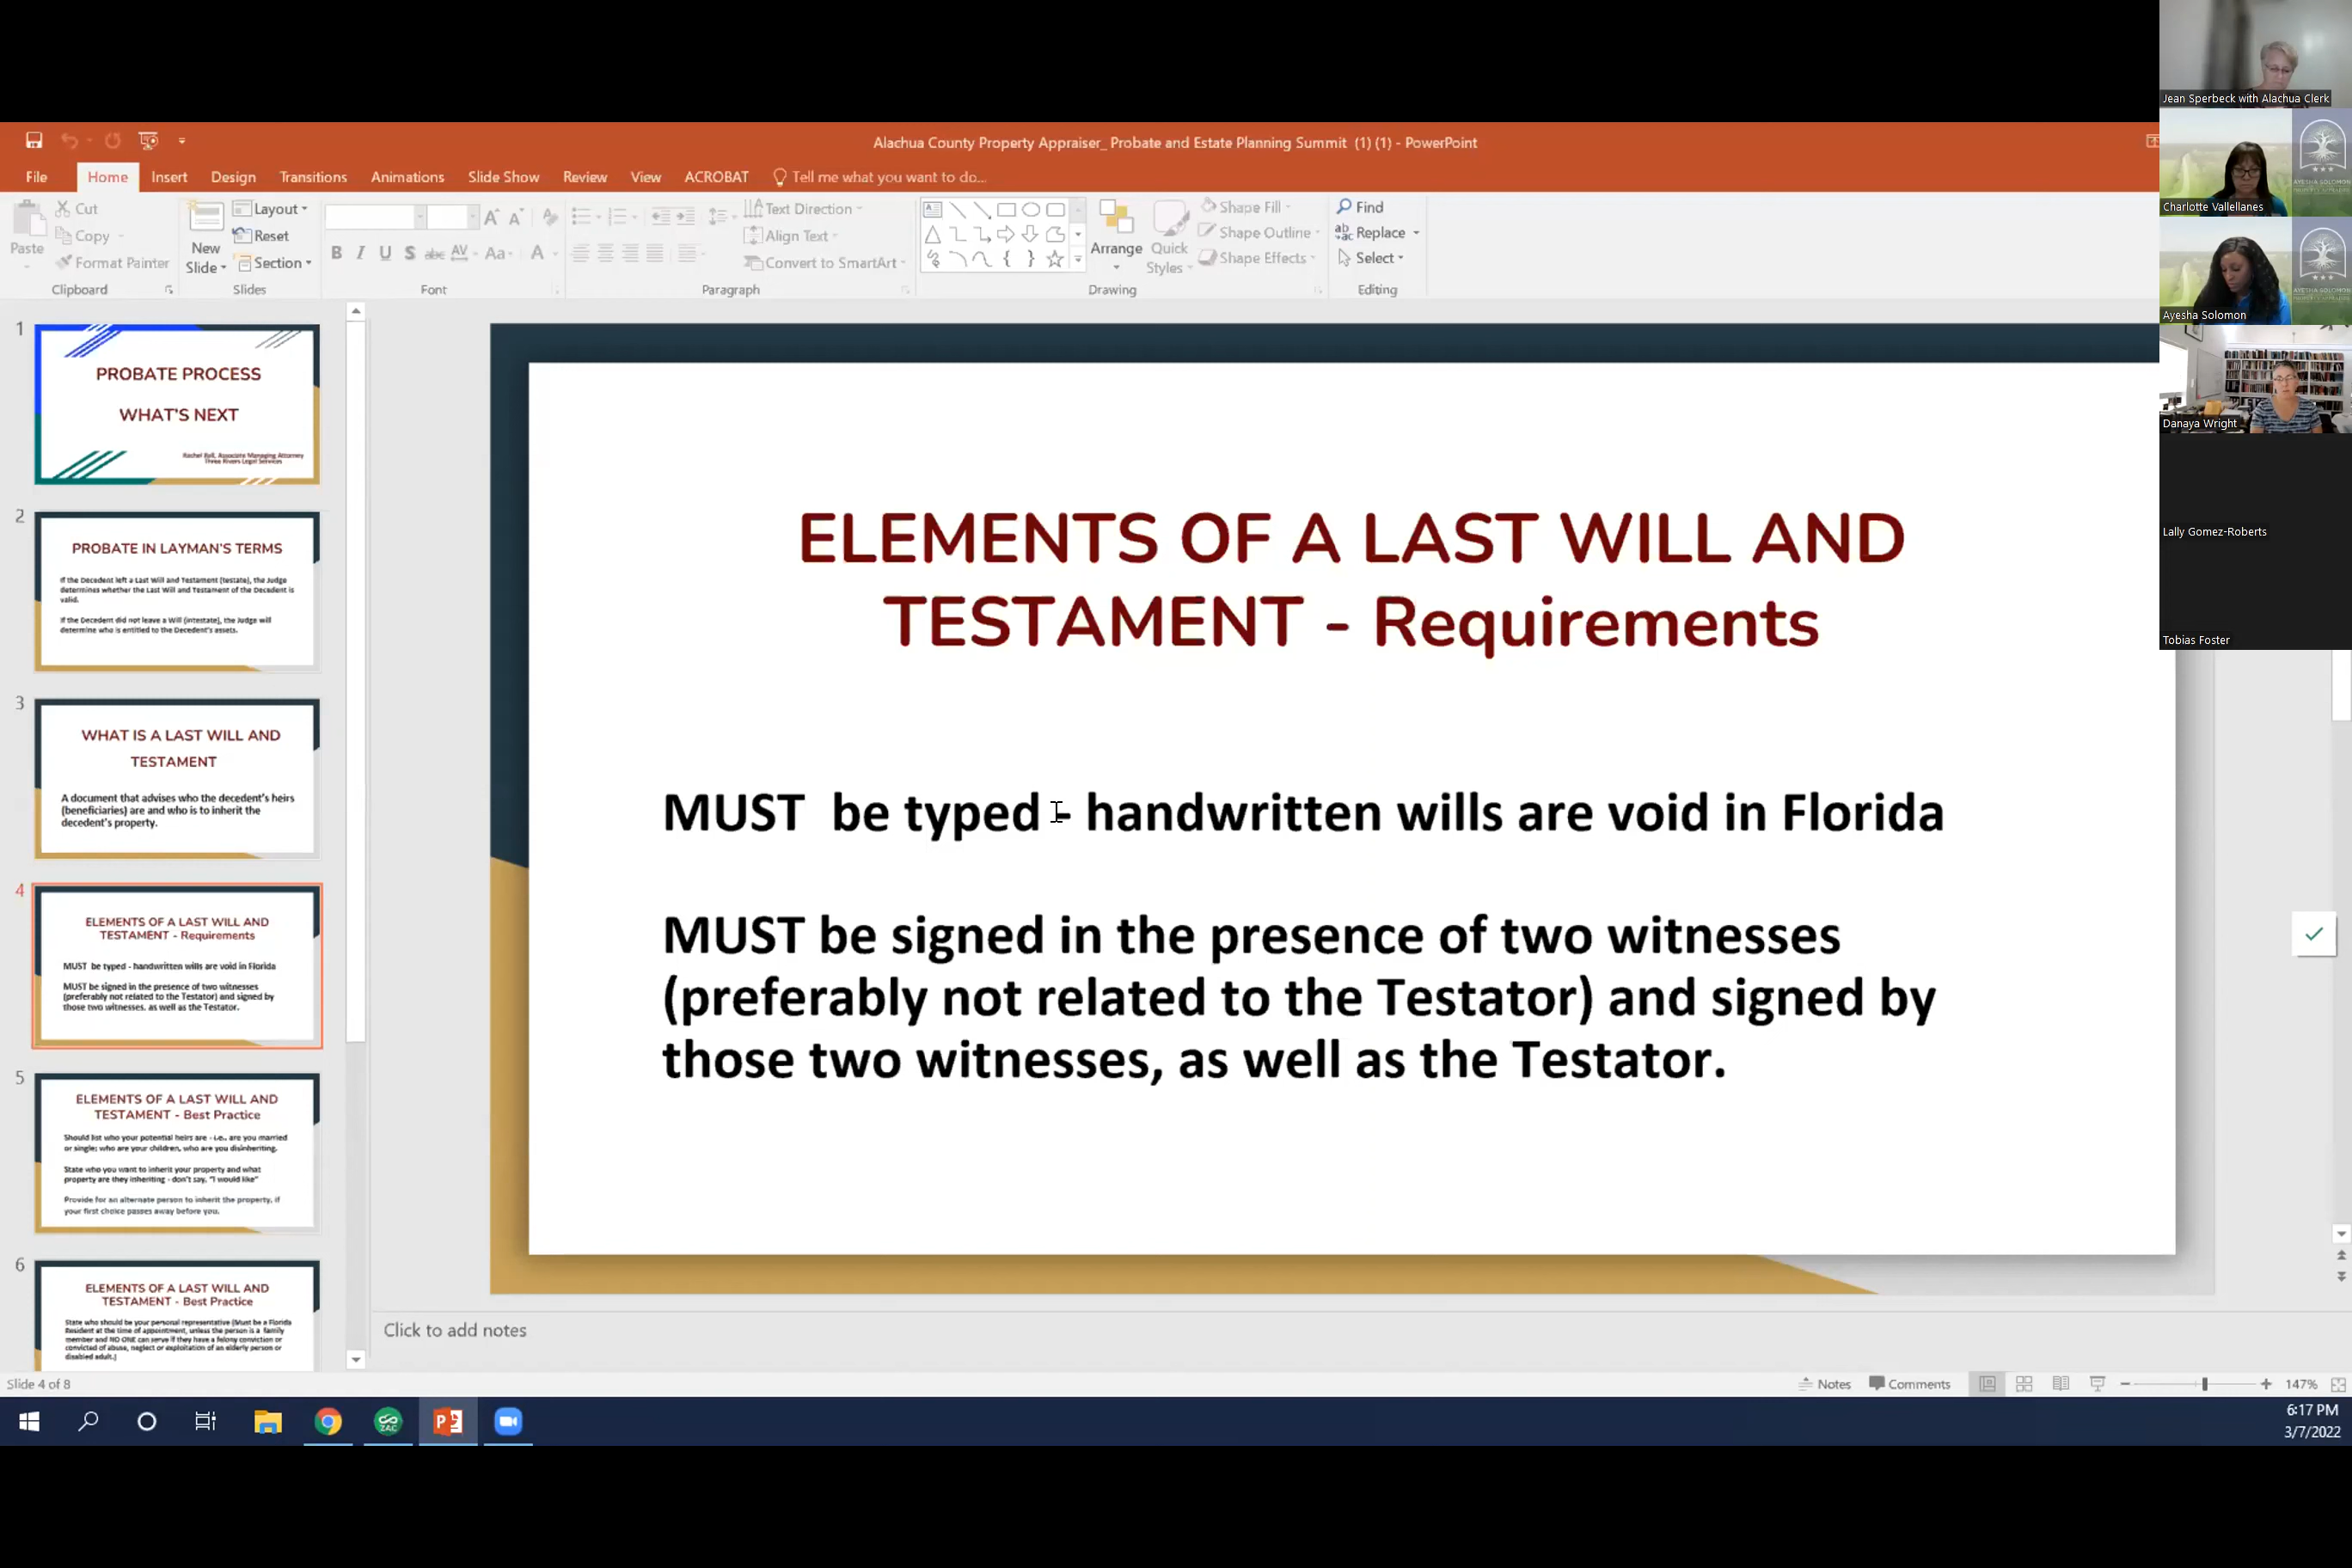 Alachua County Property Appraiser_ Probate and Estate Planning Summit (1) (1) - PowerPoint
File Home Insert Design Transitions Animations Slide Show Review View ACROBAT Tell me what you want to do...
Paste
Cut
Copy
Format Painter
Clipboard
New
Slide
Layout
Reset
Section
Slides
Font
Text Direction
Align Text
Convert to SmartArt
Paragraph
Arrange
Quick
Styles
Shape Fill
Shape Outline
Shape Effects
Drawing
Find
Replace
Select
Editing
1
PROBATE PROCESS
WHAT'S NEXT
Rachel Rall, Associate Managing Attorney
Three Rivers Legal Services
2
PROBATE IN LAYMAN'S TERMS
If the Decedent left a Last Will and Testament (testate), the Judge
determines whether the Last Will and Testament of the Decedent is
valid.
If the Decedent did not leave a Will (intestate), the Judge will
determine who is entitled to the Decedent's assets.
3
WHAT IS A LAST WILL AND
TESTAMENT
A document that advises who the decedent's heirs
(beneficiaries) are and who is to inherit the
decedent's property.
4
ELEMENTS OF A LAST WILL AND
TESTAMENT - Requirements
MUST be typed - handwritten wills are void in Florida
MUST be signed in the presence of two witnesses
(preferably not related to the Testator) and signed by
those two witnesses, as well as the Testator.
5
ELEMENTS OF A LAST WILL AND
TESTAMENT - Best Practice
Should list who your potential heirs are - i.e., are you married
or single; who are your children, who are you disinheriting.
State who you want to inherit your property and what
property are they inheriting - don't say, "I would like"
Provide for an alternate person to inherit the property, if
your first choice passes away before you.
6
ELEMENTS OF A LAST WILL AND
TESTAMENT - Best Practice
State who should be your personal representative (Must be a Florida
Resident at the time of appointment, unless the person is a family
member and NO ONE can serve if they have a felony conviction or
convicted of abuse, neglect or exploitation of an elderly person or
disabled adult.)
ELEMENTS OF A LAST WILL AND
TESTAMENT - Requirements
MUST  be typed - handwritten wills are void in Florida
MUST be signed in the presence of two witnesses
(preferably not related to the Testator) and signed by
those two witnesses, as well as the Testator.
Click to add notes
Slide 4 of 8
Notes Comments
147%
6:17 PM
3/7/2022
Jean Sperbeck with Alachua Clerk
AYESHA SOLOMON
Charlotte Vallellanes
AYESHA SOLOMON
Ayesha Solomon
Danaya Wright
Lally Gomez-Roberts
Tobias Foster